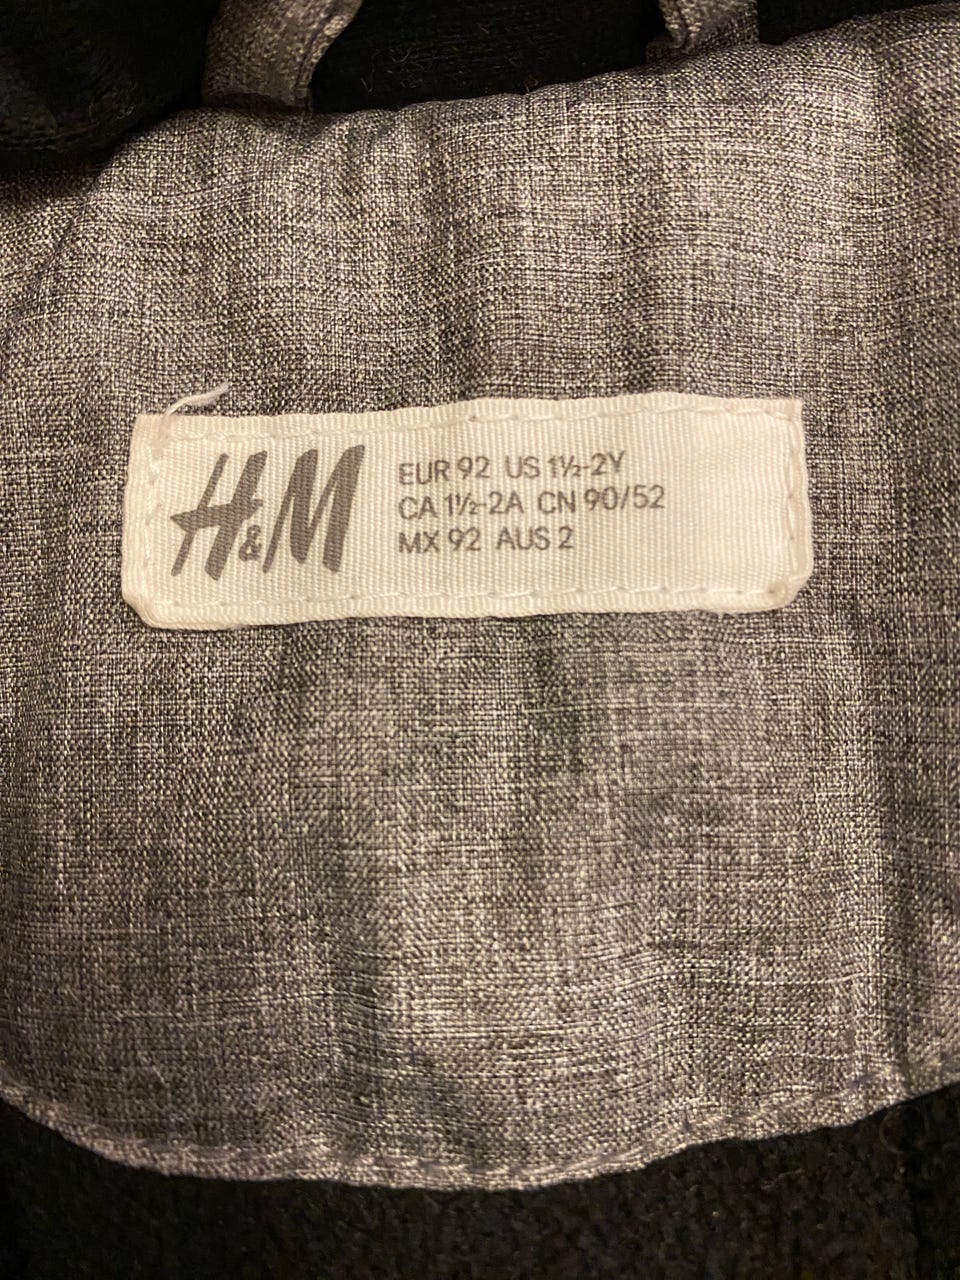 H&M
EUR 92 US 1½-2Y
CA 1½-2A CN 90/52
MX 92 AUS 2